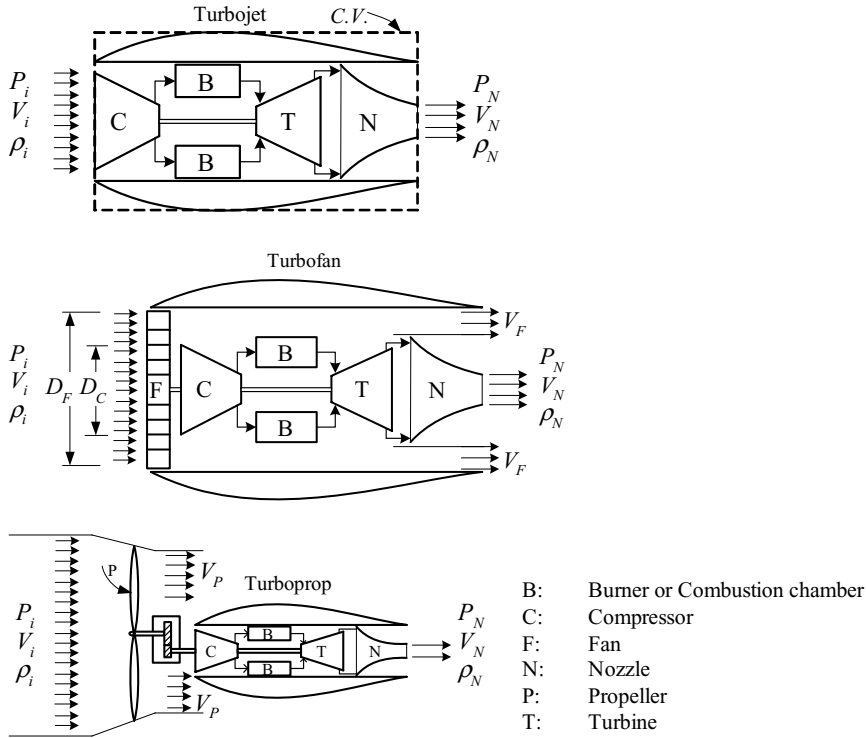 Turbojet
C.V.
P_i
V_i
ρ_i
C
B
B
T
N
P_N
V_N
ρ_N
Turbofan
P_i
V_i
ρ_i
D_F
D_C
F
C
B
B
T
N
V_F
P_N
V_N
ρ_N
V_F
Turboprop
P
P_i
V_i
ρ_i
V_P
V_P
C
B
B
T
N
P_N
V_N
ρ_N
B: Burner or Combustion chamber
C: Compressor
F: Fan
N: Nozzle
P: Propeller
T: Turbine